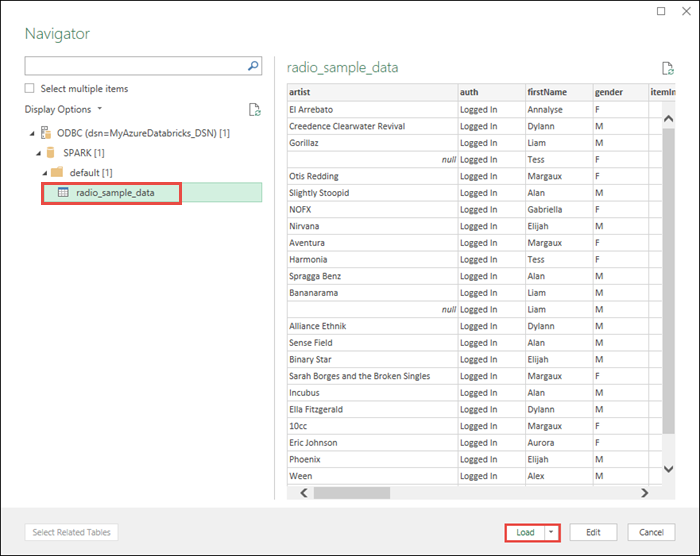 Navigator
Select multiple items
Display Options
ODBC (dsn=MyAzureDatabricks_DSN) [1]
SPARK [1]
default [1]
radio_sample_data
radio_sample_data
artist auth firstName gender itemIn
El Arrebato Logged In Annalyse F
Creedence Clearwater Revival Logged In Dylann M
Gorillaz Logged In Liam M
null Logged In Tess F
Otis Redding Logged In Margaux F
Slightly Stoopid Logged In Alan M
NOFX Logged In Gabriella F
Nirvana Logged In Elijah M
Aventura Logged In Margaux F
Harmonia Logged In Tess F
Spragga Benz Logged In Alan M
Bananarama Logged In Liam M
null Logged In Liam M
Alliance Ethnik Logged In Dylann M
Sense Field Logged In Alan M
Binary Star Logged In Elijah M
Sarah Borges and the Broken Singles Logged In Margaux F
Incubus Logged In Alan M
Ella Fitzgerald Logged In Dylann M
10cc Logged In Margaux F
Eric Johnson Logged In Aurora F
Phoenix Logged In Elijah M
Ween Logged In Alex M
Select Related Tables Load Edit Cancel